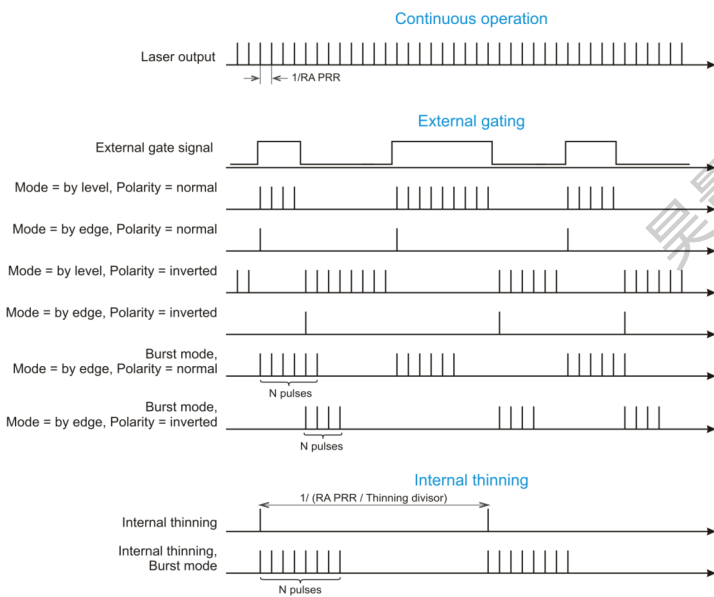 Continuous operation
Laser output
1/RA PRR
External gating
External gate signal
Mode = by level, Polarity = normal
Mode = by edge, Polarity = normal
Mode = by level, Polarity = inverted
Mode = by edge, Polarity = inverted
Burst mode,
Mode = by edge, Polarity = normal
N pulses
Burst mode,
Mode = by edge, Polarity = inverted
N pulses
Internal thinning
1/ (RA PRR / Thinning divisor)
Internal thinning
Internal thinning,
Burst mode
N pulses